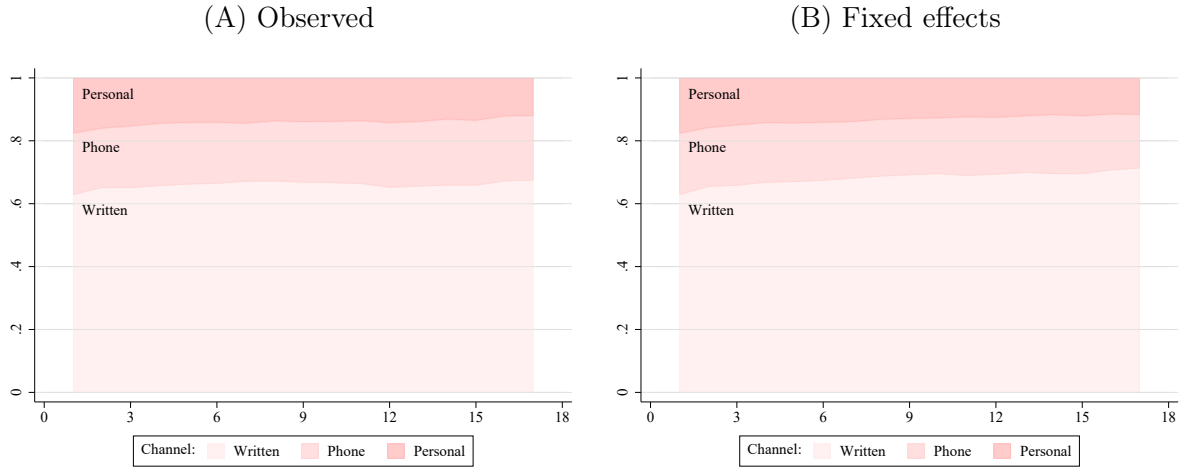 (A) Observed
1
.8
.6
.4
.2
0
Personal
Phone
Written
0 3 6 9 12 15 18
Channel: Written Phone Personal
(B) Fixed effects
1
.8
.6
.4
.2
0
Personal
Phone
Written
0 3 6 9 12 15 18
Channel: Written Phone Personal